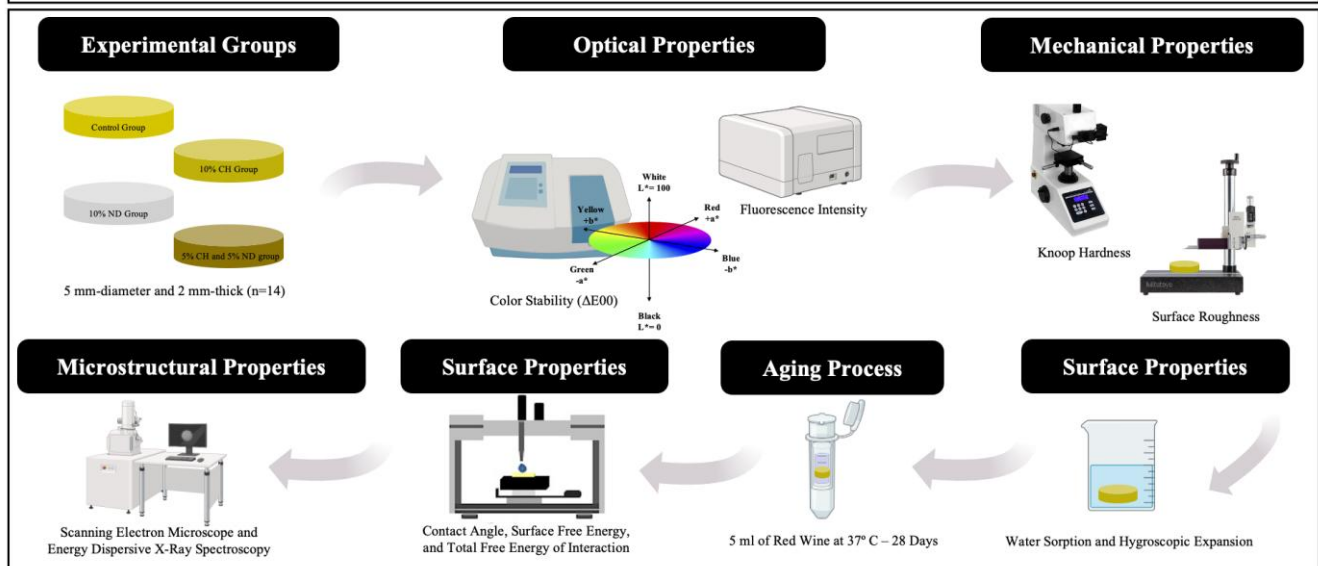 Experimental Groups
Optical Properties
Mechanical Properties
Control Group
10% CH Group
10% ND Group
5% CH and 5% ND group
5 mm-diameter and 2 mm-thick (n=14)
White
L*= 100
Yellow
+b*
Red
+a*
Green
-a*
Blue
-b*
Black
L*= 0
Color Stability (ΔE00)
Fluorescence Intensity
Knoop Hardness
Surface Roughness
Microstructural Properties
Surface Properties
Aging Process
Surface Properties
Scanning Electron Microscope and
Energy Dispersive X-Ray Spectroscopy
Contact Angle, Surface Free Energy,
and Total Free Energy of Interaction
5 ml of Red Wine at 37º C – 28 Days
Water Sorption and Hygroscopic Expansion